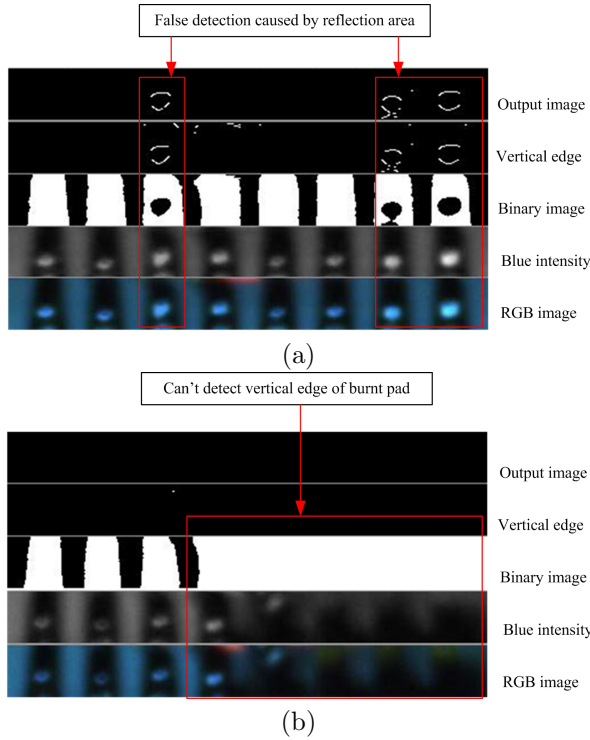 False detection caused by reflection area
Output image
Vertical edge
Binary image
Blue intensity
RGB image
(a)
Can't detect vertical edge of burnt pad
Output image
Vertical edge
Binary image
Blue intensity
RGB image
(b)